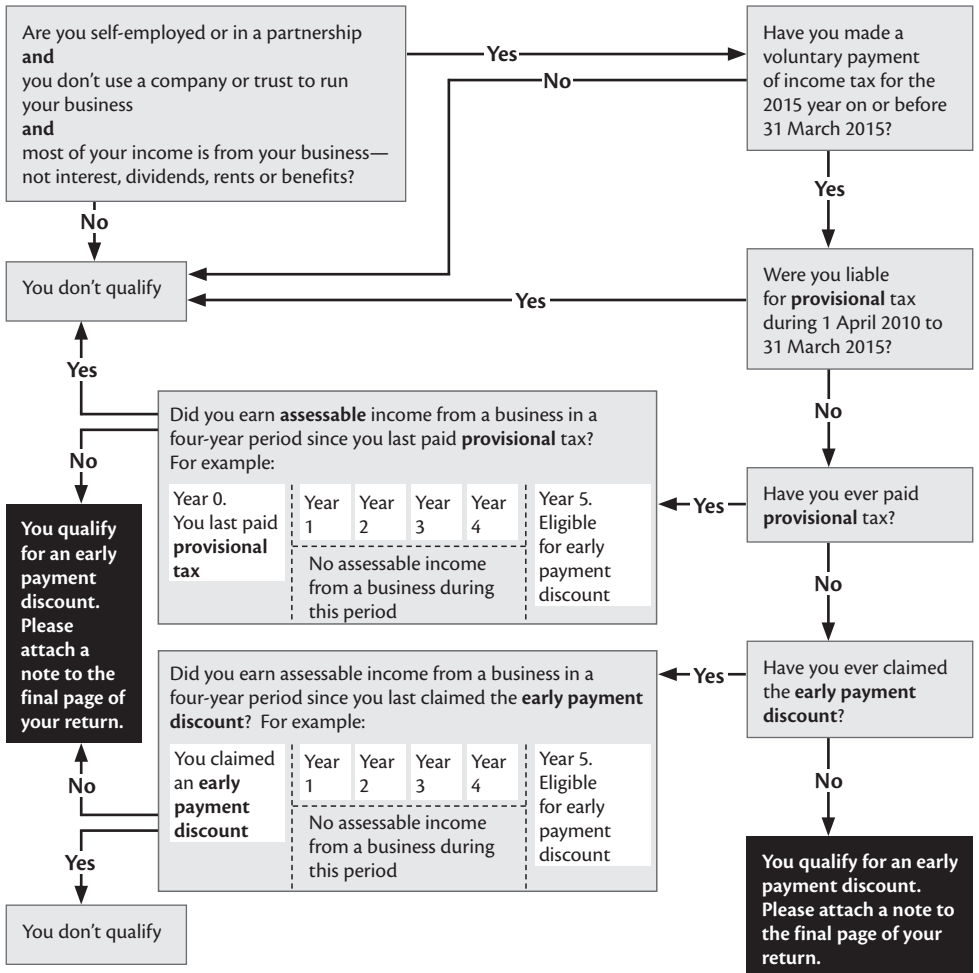 Are you self-employed or in a partnership
and
you don't use a company or trust to run
your business
and
most of your income is from your business—
not interest, dividends, rents or benefits?
Yes
No
Have you made a
voluntary payment
of income tax for the
2015 year on or before
31 March 2015?
No
Yes
You don't qualify
Yes
Were you liable
for provisional tax
during 1 April 2010 to
31 March 2015?
Yes
No
No
Did you earn assessable income from a business in a
four-year period since you last paid provisional tax?
For example:
Year 0.
You last paid
provisional
tax
Year
1
Year
2
Year
3
Year
4
No assessable income
from a business during
this period
Year 5.
Eligible
for early
payment
discount
Yes
Have you ever paid
provisional tax?
No
You qualify
for an early
payment
discount.
Please
attach a
note to the
final page of
your return.
Did you earn assessable income from a business in a
four-year period since you last claimed the early payment
discount? For example:
You claimed
an early
payment
discount
Year
1
Year
2
Year
3
Year
4
No assessable income
from a business during
this period
Year 5.
Eligible
for early
payment
discount
Yes
Have you ever claimed
the early payment
discount?
No
No
Yes
You don't qualify
You qualify for an early
payment discount.
Please attach a note to
the final page of your
return.